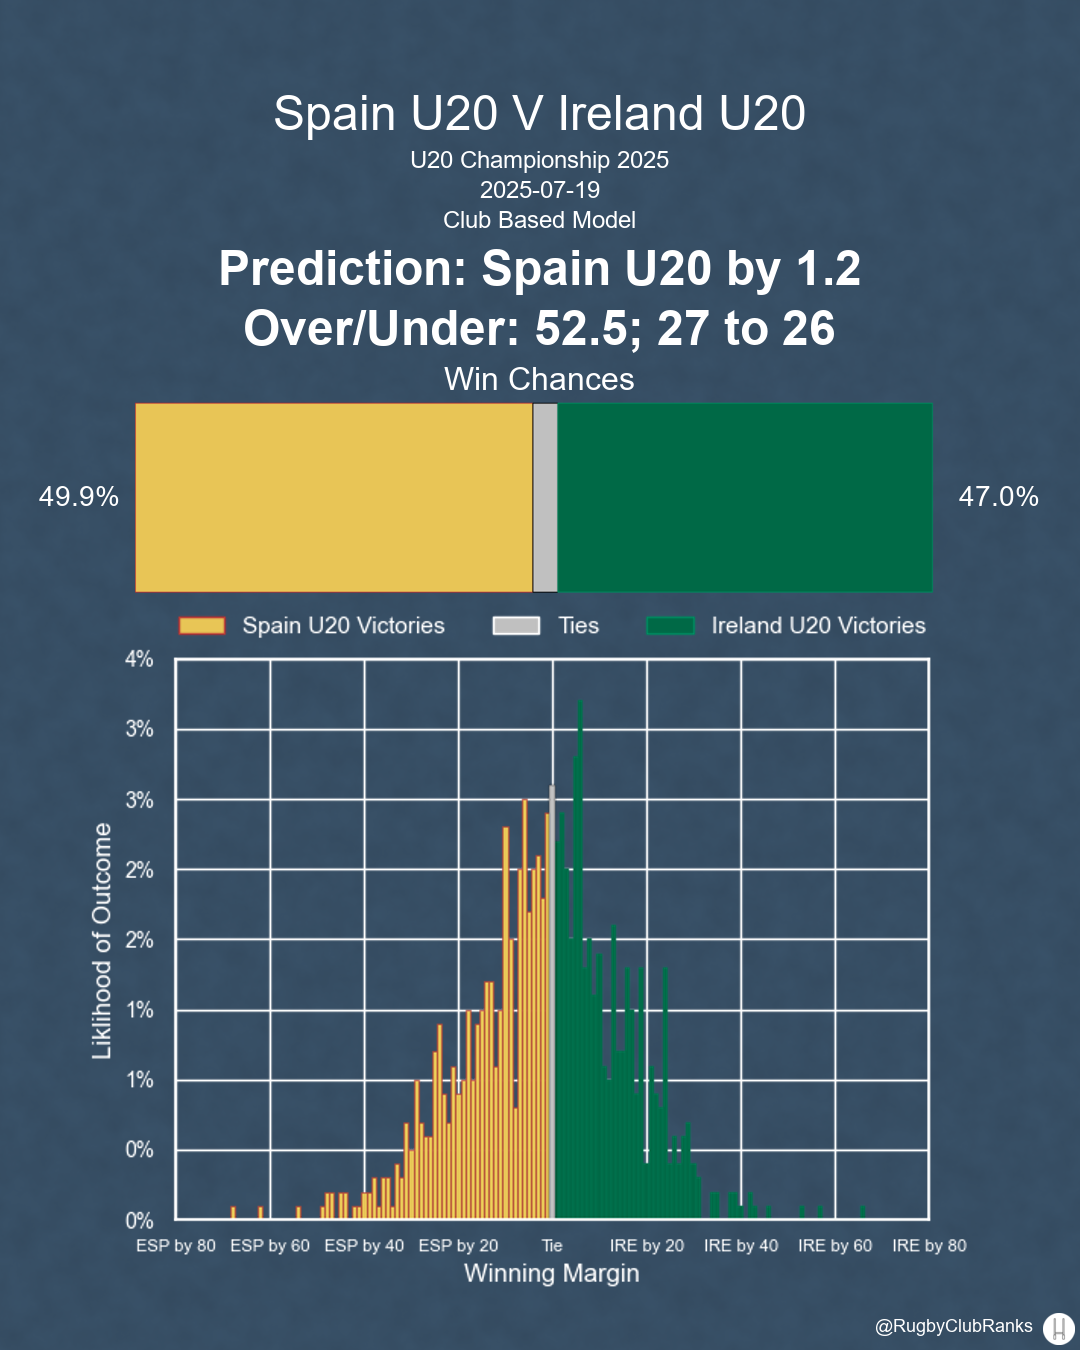 Spain U20 V Ireland U20
U20 Championship 2025
2025-07-19
Club Based Model
Prediction: Spain U20 by 1.2
Over/Under: 52.5; 27 to 26
Win Chances
49.9%
47.0%
Spain U20 Victories Ties Ireland U20 Victories
4%
3%
3%
2%
2%
1%
1%
0%
0%
Liklihood of Outcome
ESP by 80 ESP by 60 ESP by 40 ESP by 20 Tie IRE by 20 IRE by 40 IRE by 60 IRE by 80
Winning Margin
@RugbyClubRanks